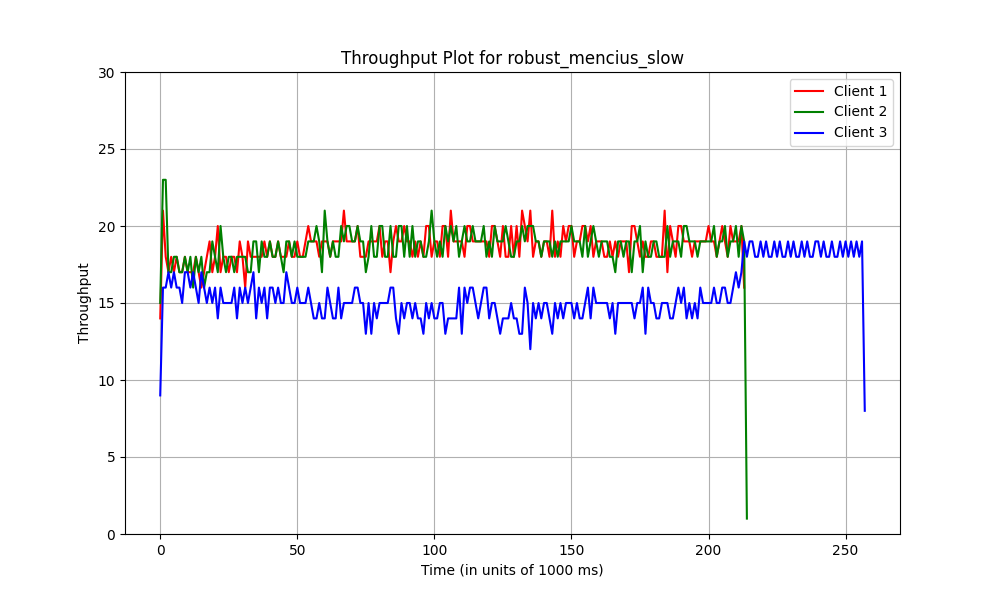 Throughput Plot for robust_mencius_slow
30
25
20
15
10
5
0
Throughput
0 50 100 150 200 250
Time (in units of 1000 ms)
Client 1
Client 2
Client 3